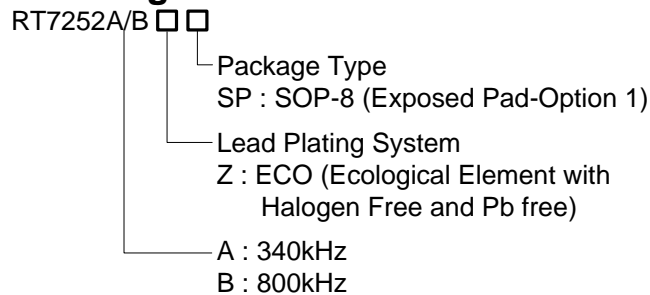 RT7252A/B
Package Type
SP : SOP-8 (Exposed Pad-Option 1)
Lead Plating System
Z : ECO (Ecological Element with
Halogen Free and Pb free)
A : 340kHz
B : 800kHz